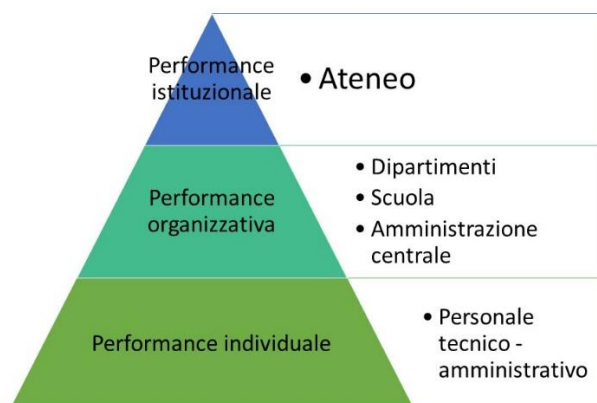 Performance
istituzionale
• Ateneo
Performance
organizzativa
• Dipartimenti
• Scuola
• Amministrazione
centrale
Performance individuale
• Personale
tecnico -
amministrativo